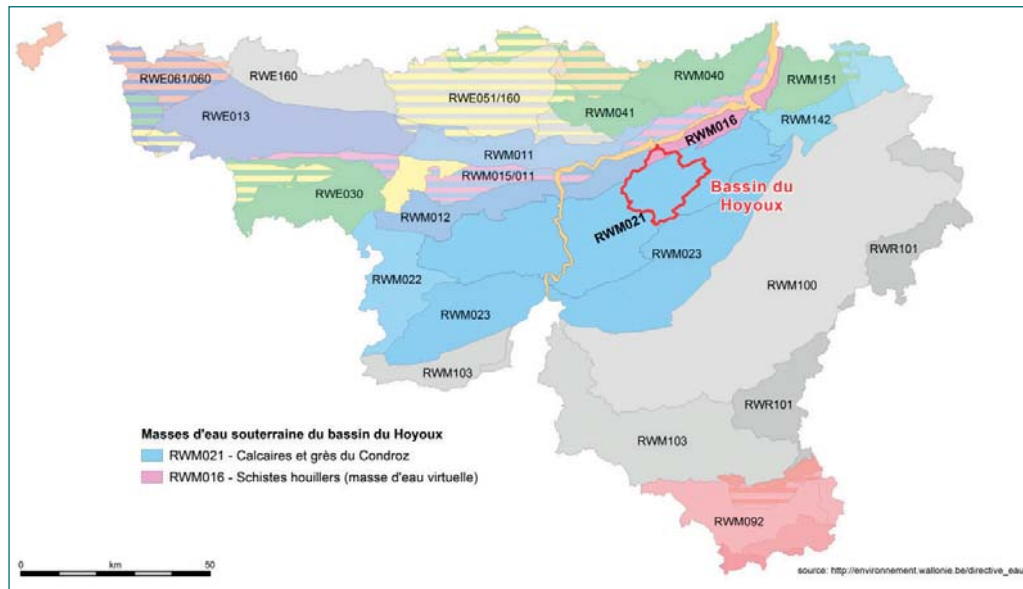 RWE061/060
RWE160
RWM040
RWM151
RWE051/160
RWM041
RWE013
RWM142
RWM016
RWM011
RWM015/011
Bassin du
Hoyoux
RWE030
RWM012
RWM021
RWM023
RWR101
RWM022
RWM100
RWM023
RWM103
RWR101
RWM103
Masses d'eau souterraine du bassin du Hoyoux
RWM021 - Calcaires et grès du Condroz
RWM016 - Schistes houillers (masse d'eau virtuelle)
RWM092
0 km 50
source: http://environnement.wallonie.be/directive_eau